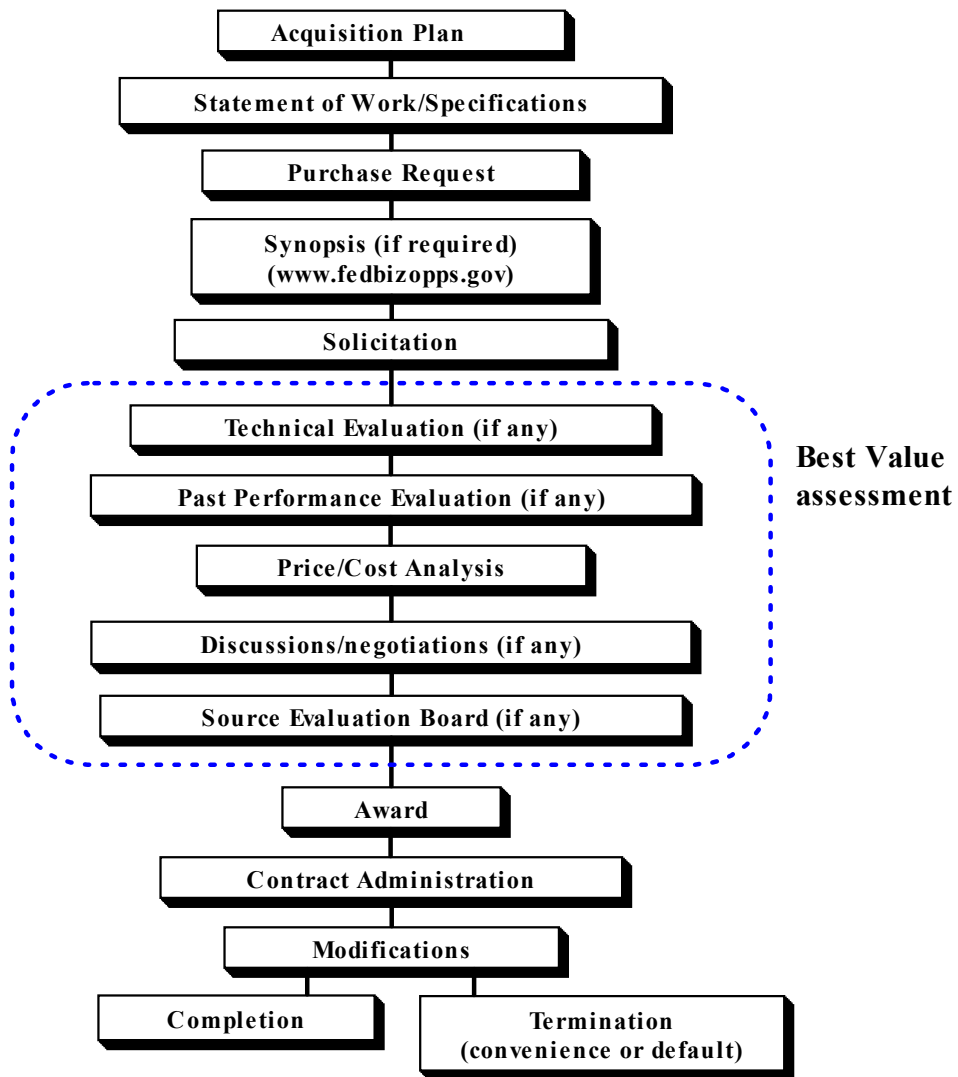 Acquisition Plan
Statement of Work/Specifications
Purchase Request
Synopsis (if required)
(www.fedbizopps.gov)
Solicitation
Technical Evaluation (if any)
Past Performance Evaluation (if any)
Price/Cost Analysis
Discussions/negotiations (if any)
Source Evaluation Board (if any)
Best Value
assessment
Award
Contract Administration
Modifications
Completion
Termination
(convenience or default)